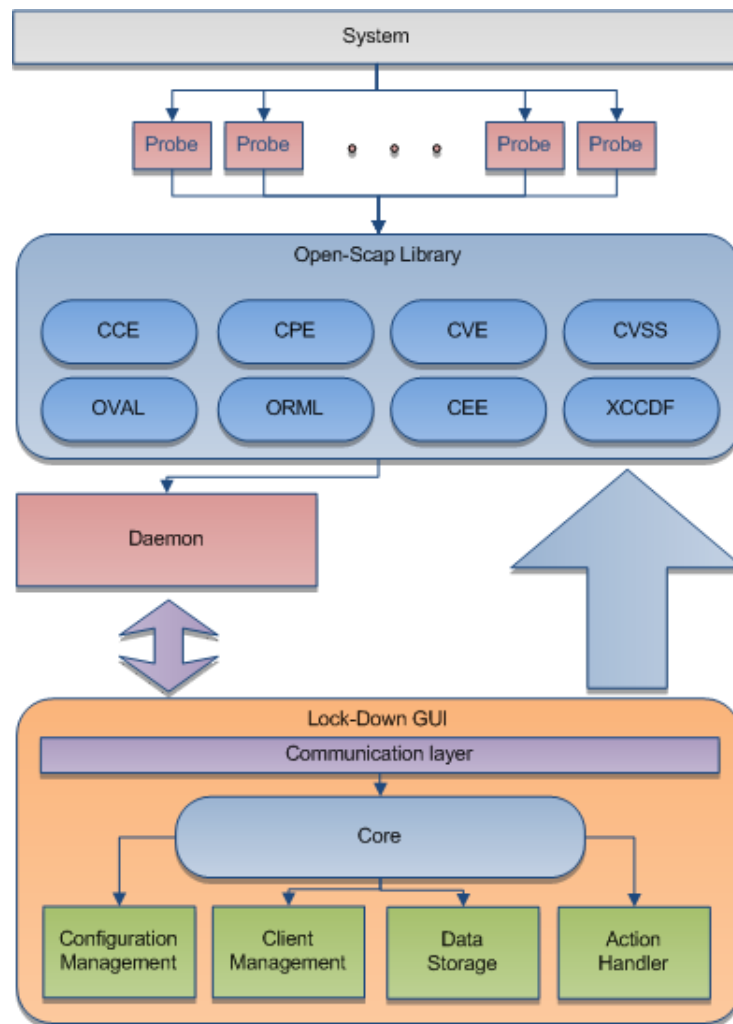 System
Probe Probe Probe Probe
Open-Scap Library
CCE CPE CVE CVSS
OVAL ORML CEE XCCDF
Daemon
Lock-Down GUI
Communication layer
Core
Configuration Management
Client Management
Data Storage
Action Handler